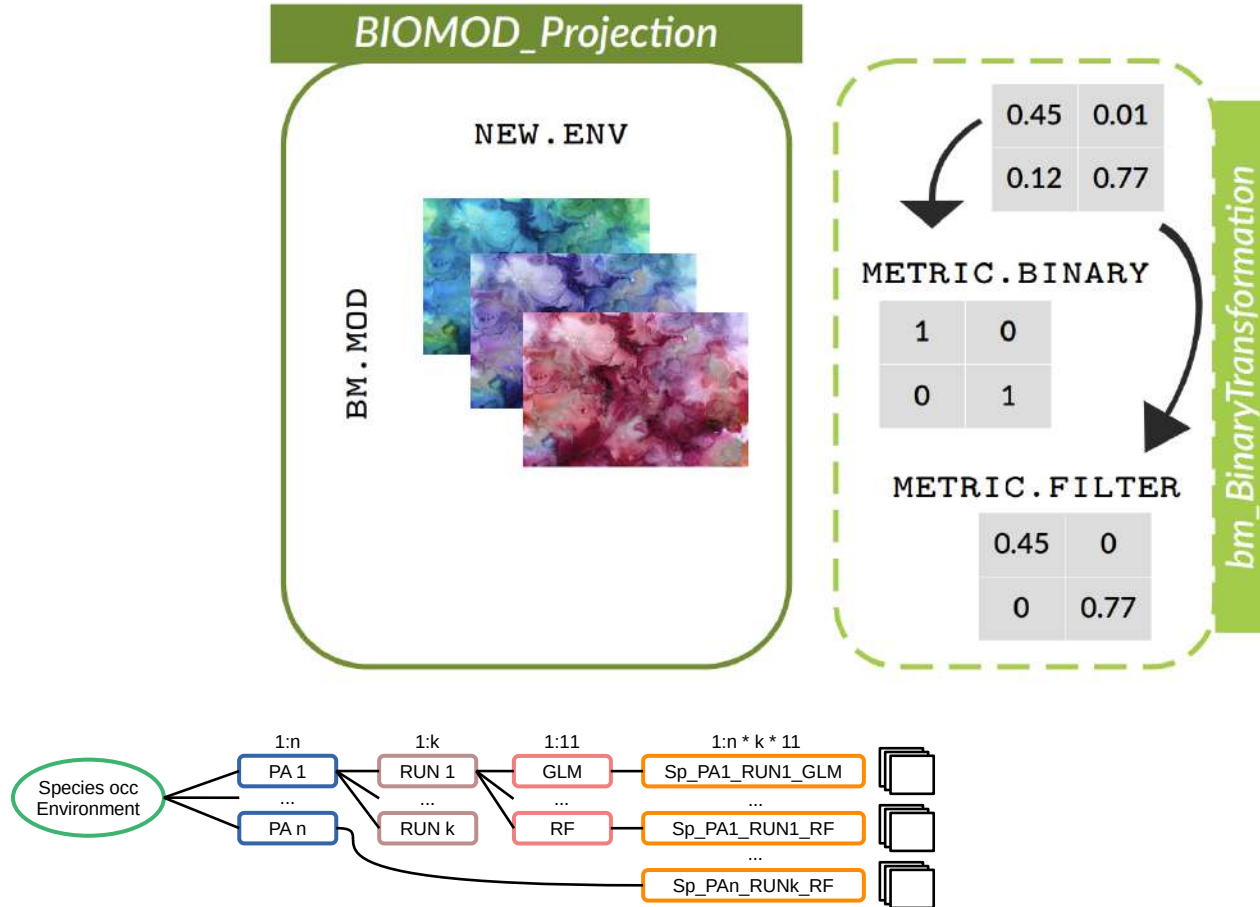 BIOMOD_Projection
NEW.ENV
BM.MOD
0.45 0.01
0.12 0.77
METRIC.BINARY
1 0
0 1
METRIC.FILTER
0.45 0
0 0.77
bm_BinaryTransformation
1:n 1:k 1:11 1:n * k * 11
Species occ
Environment
PA 1 RUN 1 GLM Sp_PA1_RUN1_GLM
... ... ... ...
PA n RUN k RF Sp_PA1_RUN1_RF
...
Sp_PAn_RUNk_RF